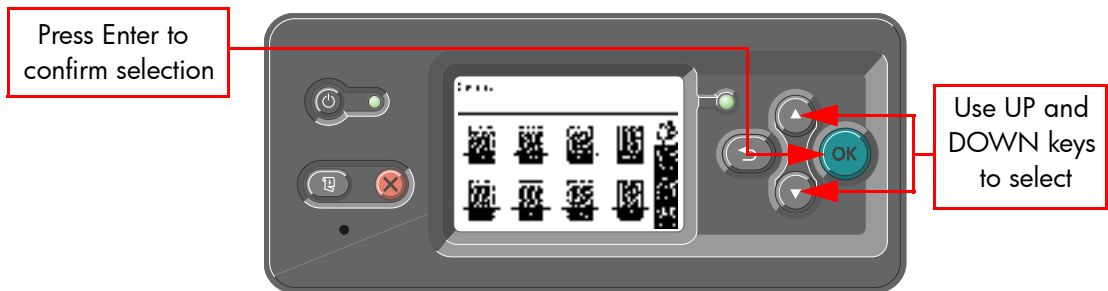 Press Enter to
confirm selection
OK
Use UP and
DOWN keys
to select